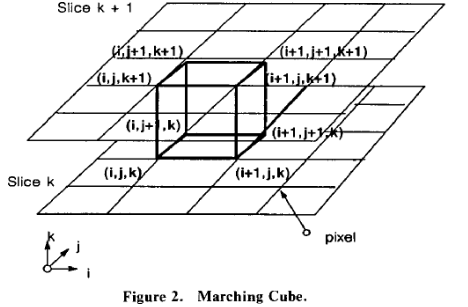 Slice k + 1
(i,j+1,k+1) (i+1,j+1,k+1)
(i,j,k+1) (i+1,j,k+1)
(i,j+1,k) (i+1,j+1,k)
Slice k
(i,j,k) (i+1,j,k)
k
j
i
pixel
Figure 2. Marching Cube.